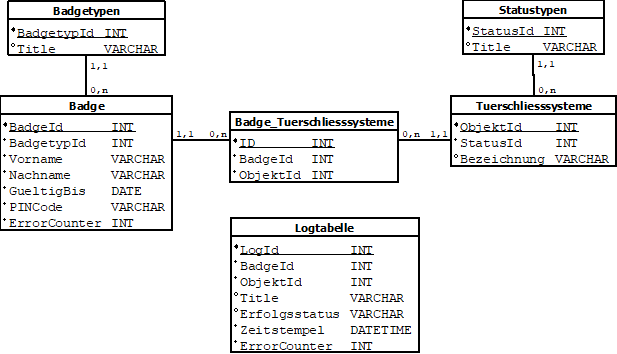 Badgetypen
BadgetypId INT
Title VARCHAR
Statustypen
StatusId INT
Title VARCHAR
1,1
0,n
1,1
0,n
Badge
BadgeId INT
BadgetypId INT
Vorname VARCHAR
Nachname VARCHAR
GueltigBis DATE
PINCode VARCHAR
ErrorCounter INT
1,1 0,n
Badge_Tuerschliesssysteme
ID INT
BadgeId INT
ObjektId INT
0,n 1,1
Tuerschliesssysteme
ObjektId INT
StatusId INT
Bezeichnung VARCHAR
Logtabelle
LogId INT
BadgeId INT
ObjektId INT
Title VARCHAR
Erfolgsstatus VARCHAR
Zeitstempel DATETIME
ErrorCounter INT